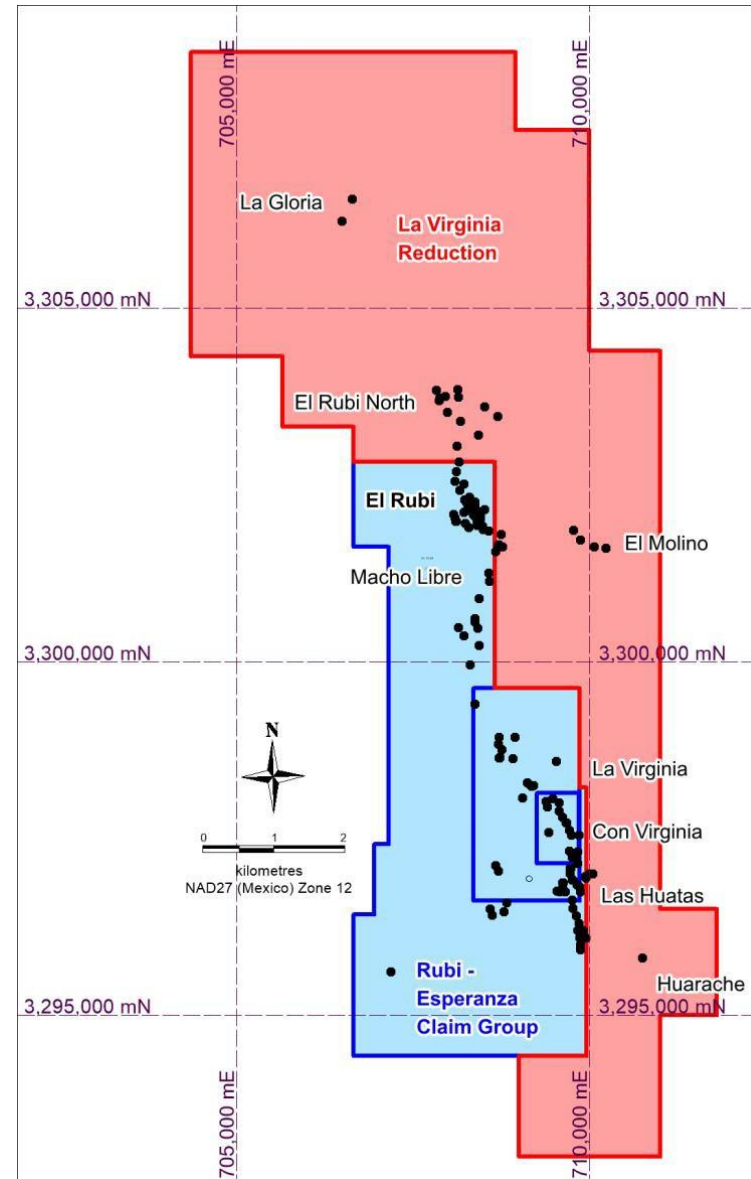 705,000 mE
710,000 mE
La Gloria
La Virginia
Reduction
3,305,000 mN
3,305,000 mN
El Rubi North
El Rubi
El Molino
Macho Libre
3,300,000 mN
3,300,000 mN
N
La Virginia
0 1 2
Con Virginia
kilometres
NAD27 (Mexico) Zone 12
Las Huatas
Rubi -
Esperanza
Claim Group
Huarache
3,295,000 mN
3,295,000 mN
705,000 mE
710,000 mE